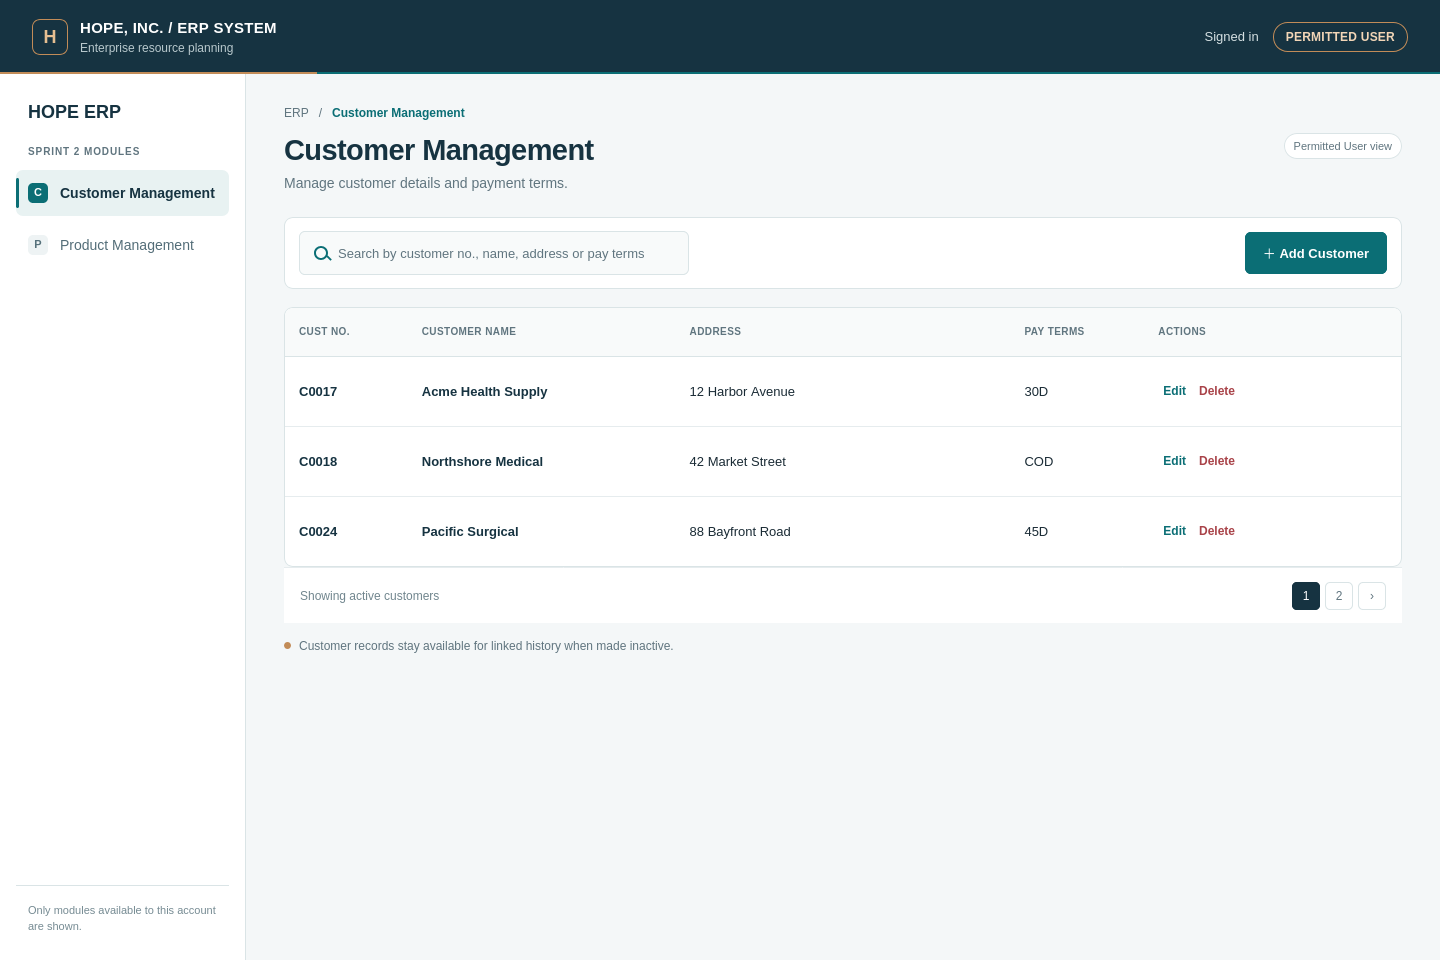 H
HOPE, INC. / ERP SYSTEM
Enterprise resource planning
Signed in
PERMITTED USER
HOPE ERP
SPRINT 2 MODULES
C Customer Management
P Product Management
Only modules available to this account
are shown.
ERP / Customer Management
Customer Management
Permitted User view
Manage customer details and payment terms.
Search by customer no., name, address or pay terms
+ Add Customer
CUST NO. CUSTOMER NAME ADDRESS PAY TERMS ACTIONS
C0017 Acme Health Supply 12 Harbor Avenue 30D Edit Delete
C0018 Northshore Medical 42 Market Street COD Edit Delete
C0024 Pacific Surgical 88 Bayfront Road 45D Edit Delete
Showing active customers
1 2 ›
Customer records stay available for linked history when made inactive.